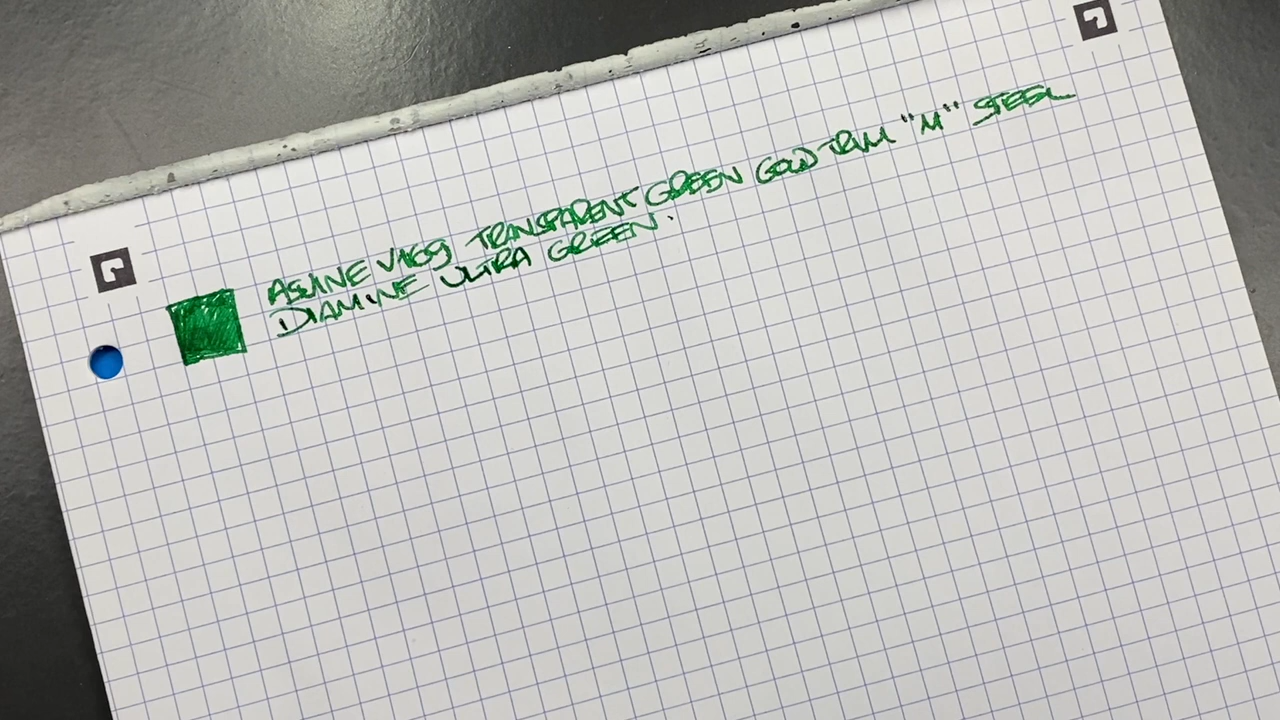 ASVINE V169 TRANSPARENT GREEN GOLD TRIM "M" STEEL
DIAMINE ULTRA GREEN.